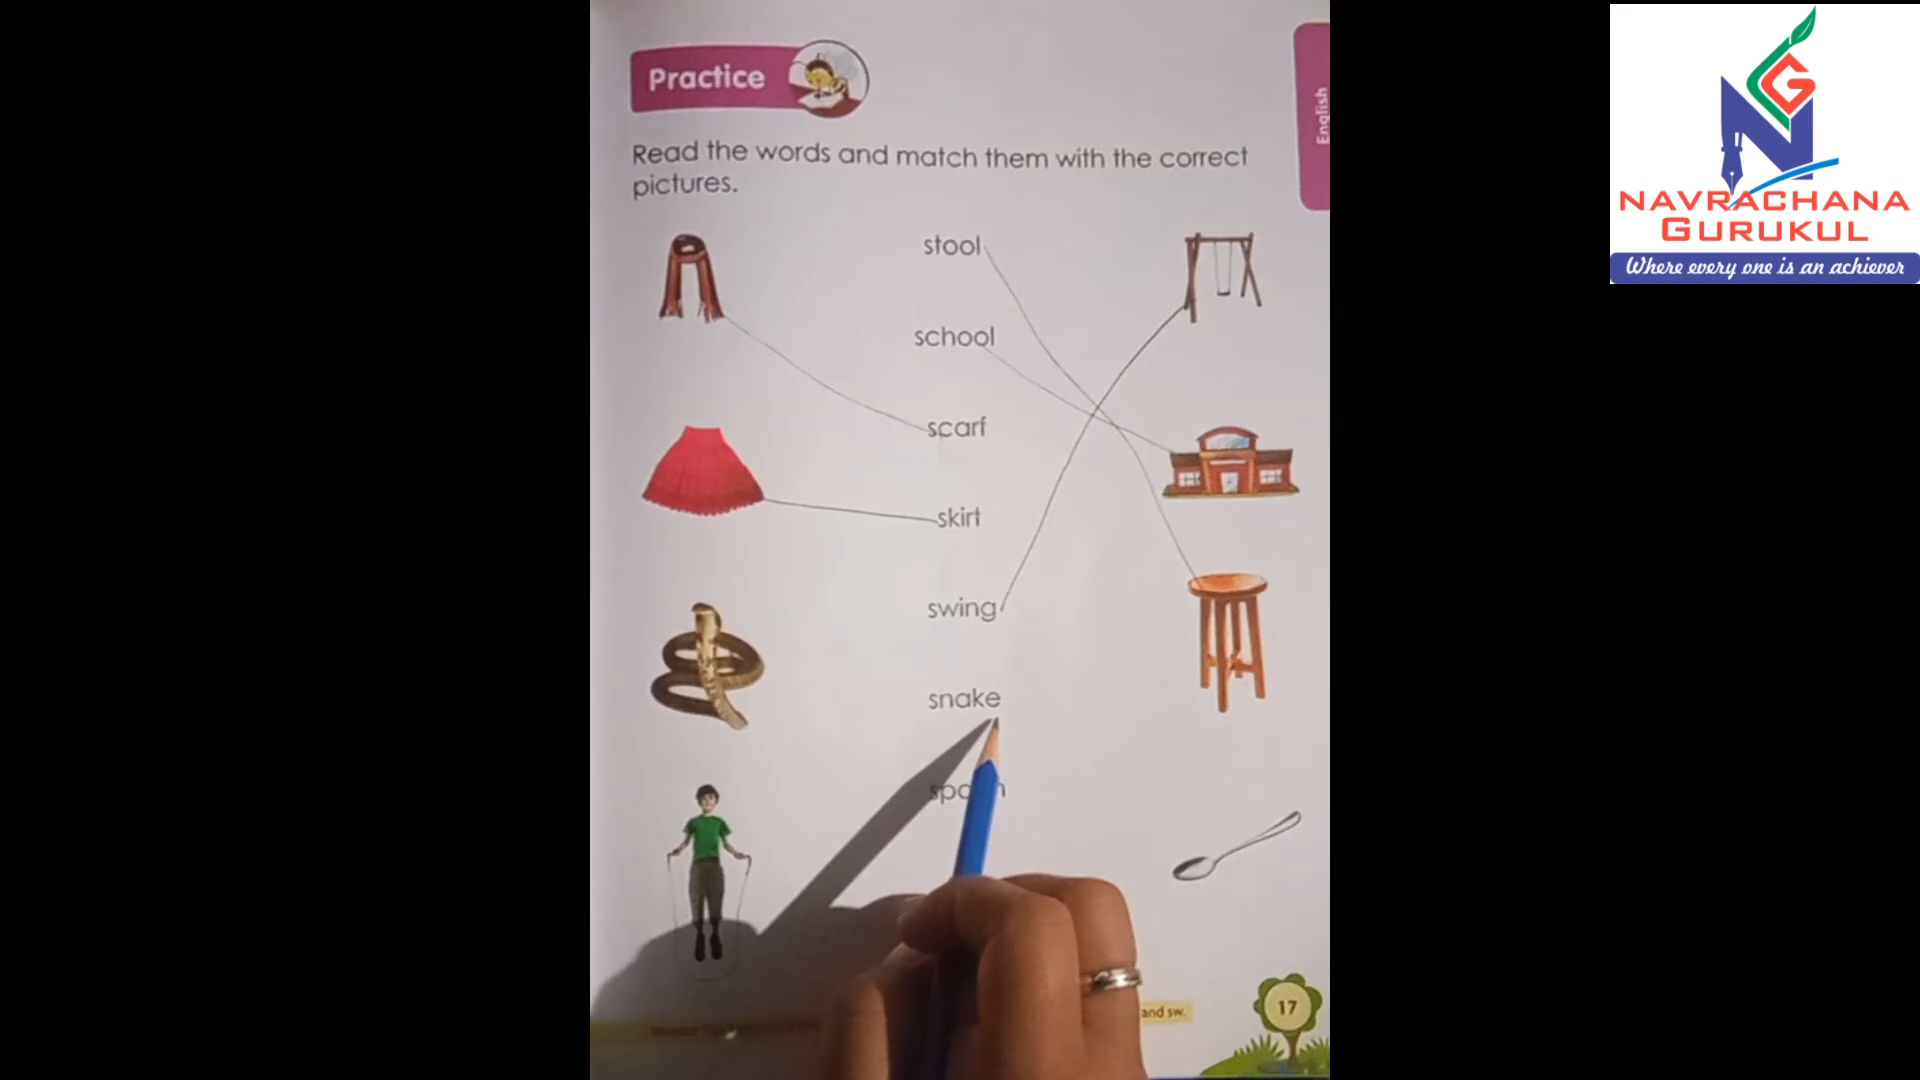 Practice
English
Read the words and match them with the correct
pictures.
stool
school
scarf
skirt
swing
snake
and sw.
17
NG
NAVRACHANA
GURUKUL
Where every one is an achiever